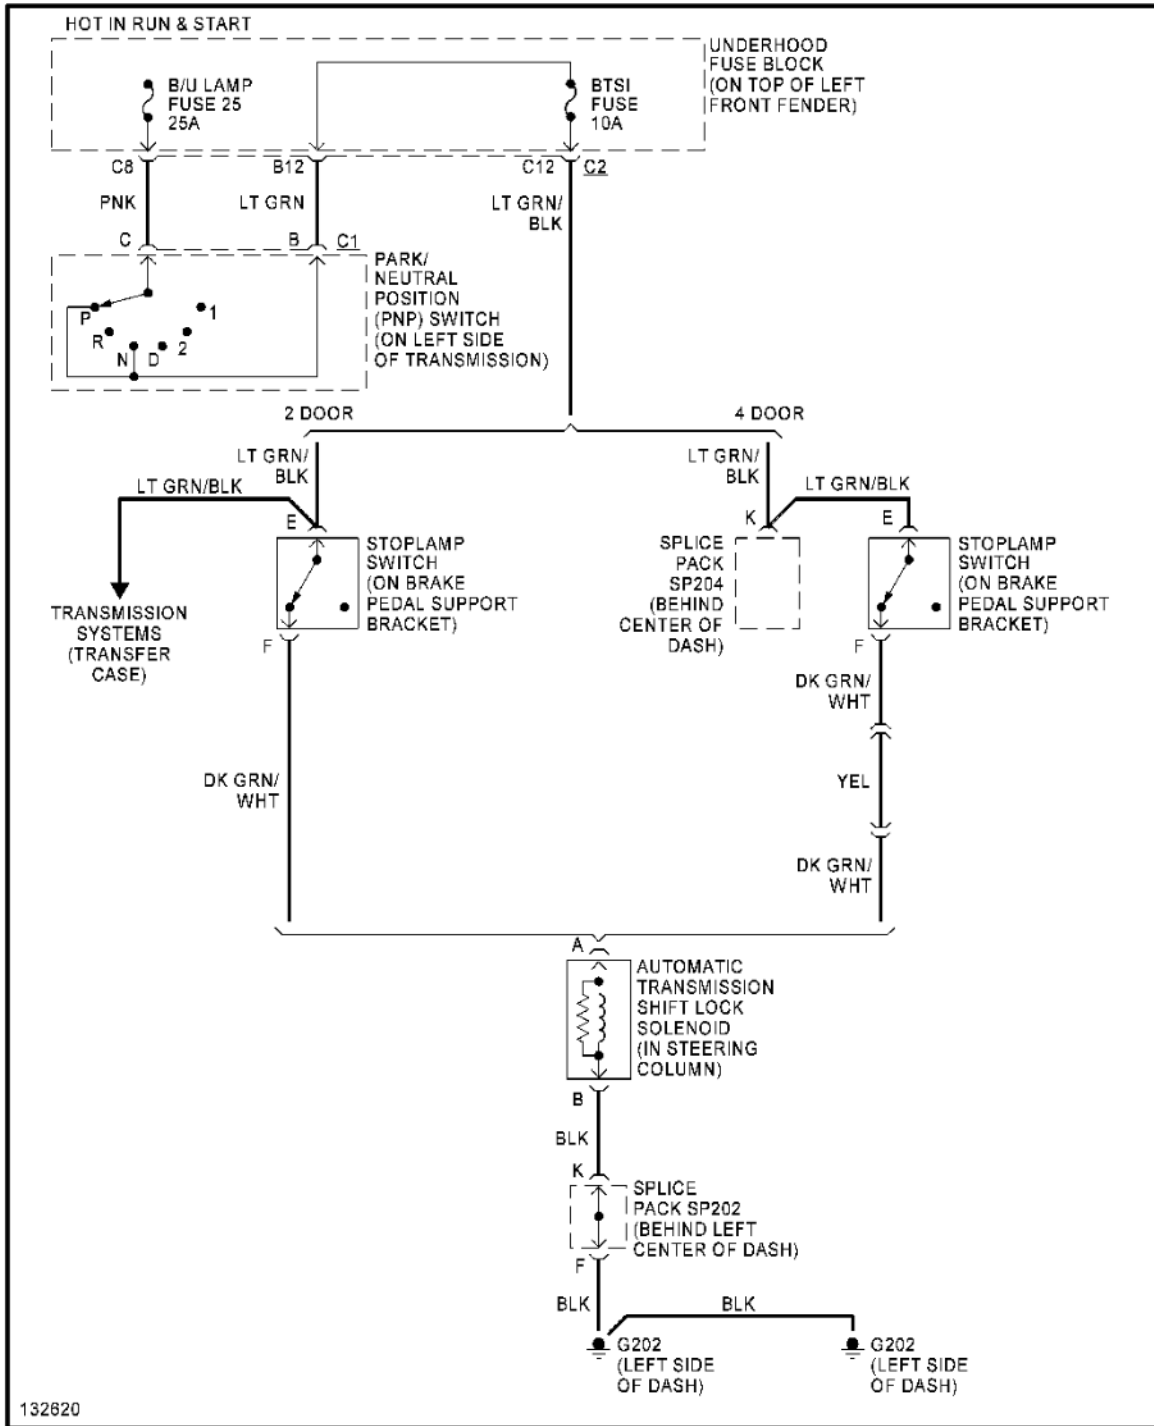 HOT IN RUN & START
B/U LAMP
FUSE 25
25A
BTSI
FUSE
10A
UNDERHOOD
FUSE BLOCK
(ON TOP OF LEFT
FRONT FENDER)
C8
B12
C12
C2
PNK
LT GRN
LT GRN/
BLK
C
B
C1
PARK/
NEUTRAL
POSITION
(PNP) SWITCH
(ON LEFT SIDE
OF TRANSMISSION)
P
R
N
D
2
1
2 DOOR
4 DOOR
LT GRN/
BLK
LT GRN/BLK
E
STOPLAMP
SWITCH
(ON BRAKE
PEDAL SUPPORT
BRACKET)
F
TRANSMISSION
SYSTEMS
(TRANSFER
CASE)
LT GRN/
BLK
LT GRN/BLK
K
E
SPLICE
PACK
SP204
(BEHIND
CENTER OF
DASH)
STOPLAMP
SWITCH
(ON BRAKE
PEDAL SUPPORT
BRACKET)
F
DK GRN/
WHT
DK GRN/
WHT
YEL
DK GRN/
WHT
A
AUTOMATIC
TRANSMISSION
SHIFT LOCK
SOLENOID
(IN STEERING
COLUMN)
B
BLK
K
SPLICE
PACK SP202
(BEHIND LEFT
CENTER OF DASH)
F
BLK
BLK
G202
(LEFT SIDE
OF DASH)
G202
(LEFT SIDE
OF DASH)
132620